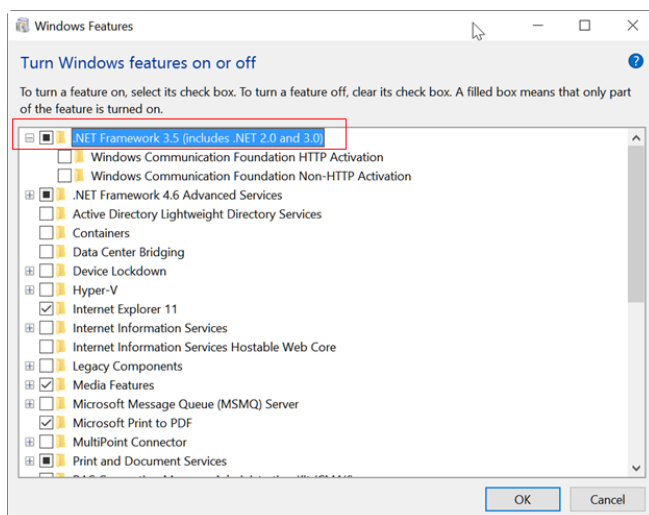 Windows Features
Turn Windows features on or off
To turn a feature on, select its check box. To turn a feature off, clear its check box. A filled box means that only part
of the feature is turned on.
.NET Framework 3.5 (includes .NET 2.0 and 3.0)
Windows Communication Foundation HTTP Activation
Windows Communication Foundation Non-HTTP Activation
.NET Framework 4.6 Advanced Services
Active Directory Lightweight Directory Services
Containers
Data Center Bridging
Device Lockdown
Hyper-V
Internet Explorer 11
Internet Information Services
Internet Information Services Hostable Web Core
Legacy Components
Media Features
Microsoft Message Queue (MSMQ) Server
Microsoft Print to PDF
MultiPoint Connector
Print and Document Services
OK Cancel